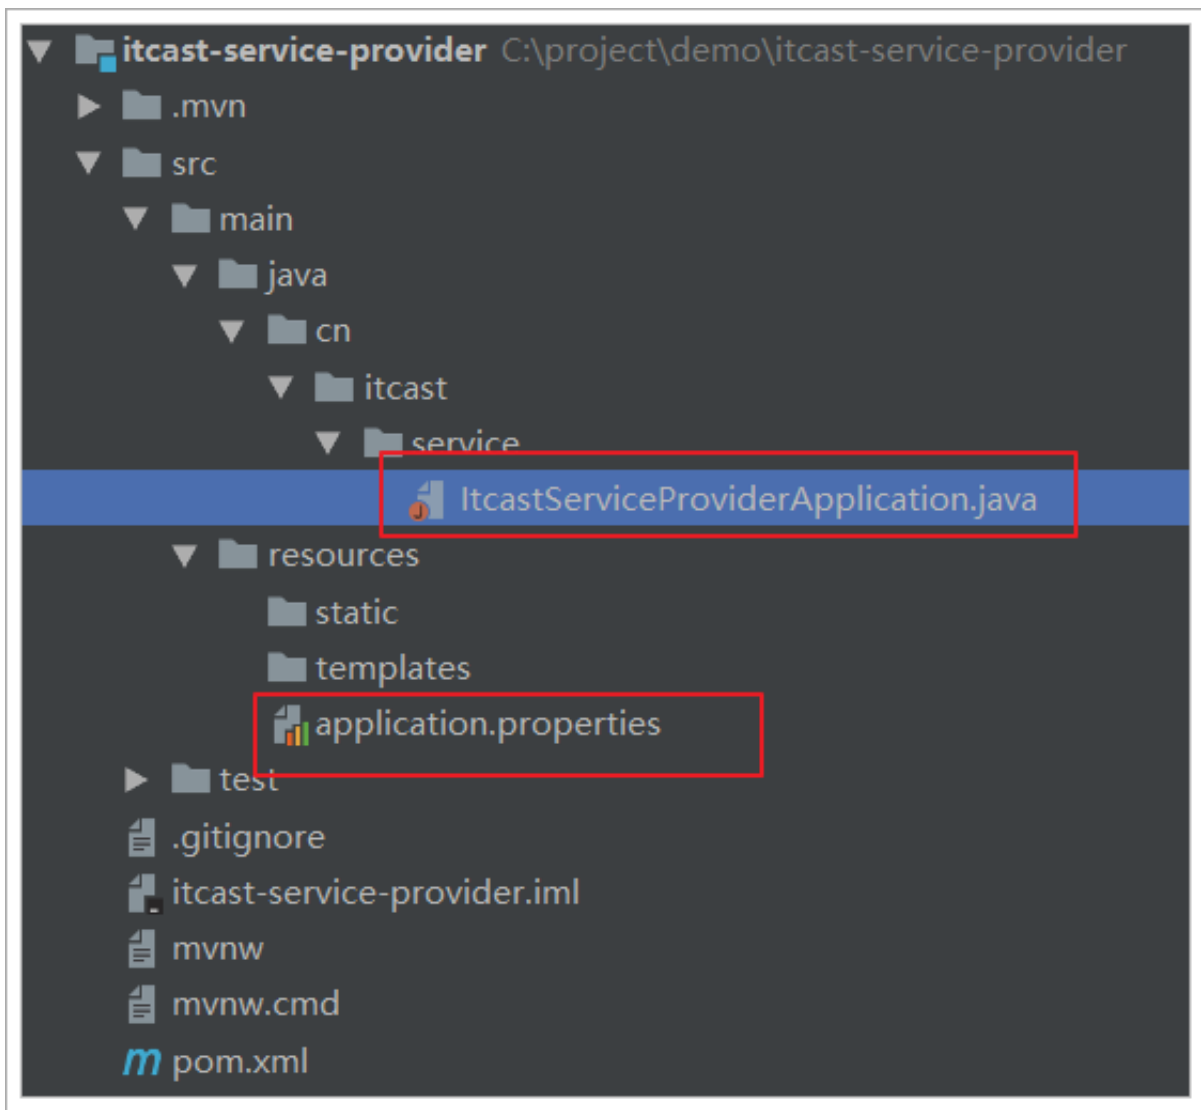 itcast-service-provider C:\project\demo\itcast-service-provider
.mvn
src
main
java
cn
itcast
service
ItcastServiceProviderApplication.java
resources
static
templates
application.properties
test
.gitignore
itcast-service-provider.iml
mvnw
mvnw.cmd
pom.xml